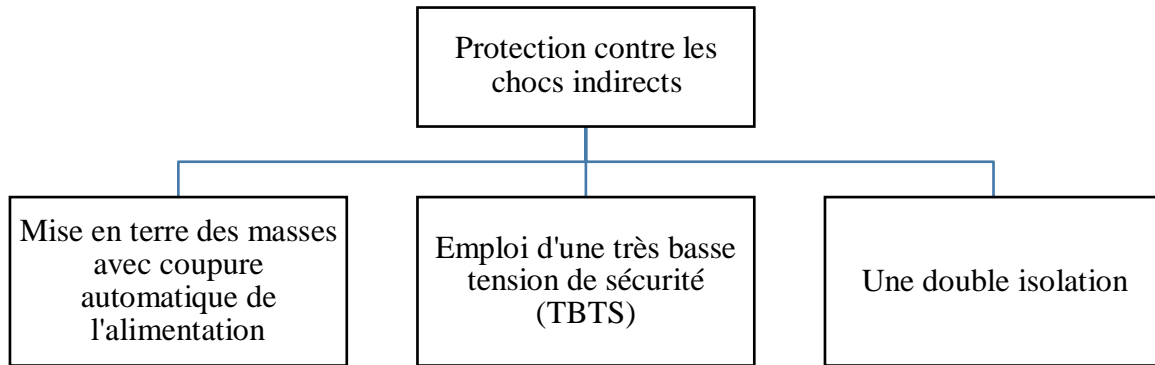 Protection contre les
chocs indirects
Mise en terre des masses
avec coupure
automatique de
l'alimentation
Emploi d'une très basse
tension de sécurité
(TBTS)
Une double isolation